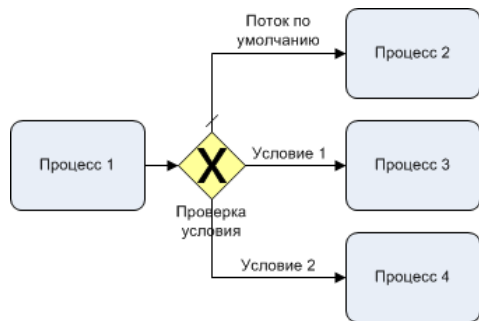 Поток по
умолчанию
Процесс 2
Процесс 1
X
Условие 1
Процесс 3
Проверка
условия
Условие 2
Процесс 4